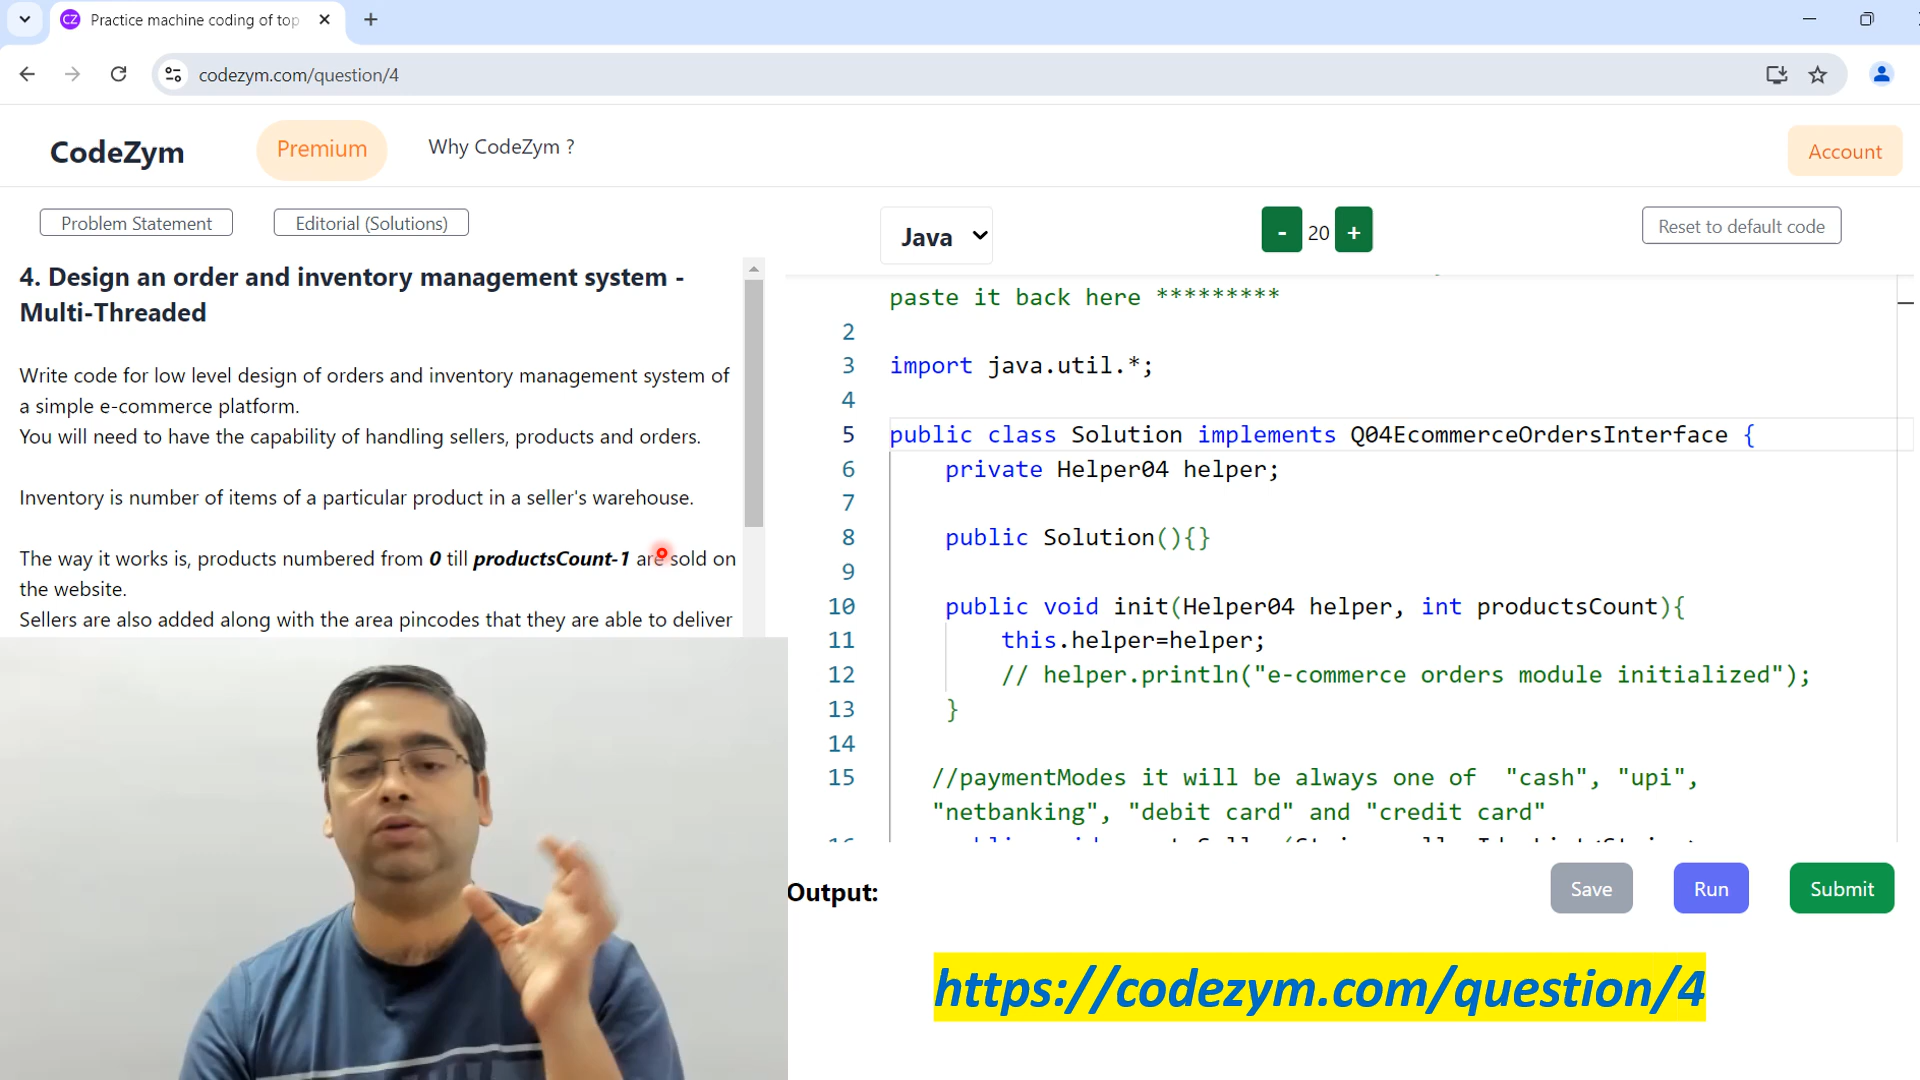 Practice machine coding of top
codezym.com/question/4
CodeZym
Premium
Why CodeZym ?
Account
Problem Statement
Editorial (Solutions)
Java
- 20 +
Reset to default code
4. Design an order and inventory management system -
Multi-Threaded
Write code for low level design of orders and inventory management system of
a simple e-commerce platform.
You will need to have the capability of handling sellers, products and orders.
Inventory is number of items of a particular product in a seller's warehouse.
The way it works is, products numbered from 0 till productsCount-1 are sold on
the website.
Sellers are also added along with the area pincodes that they are able to deliver
paste it back here *********
2
3 import java.util.*;
4
5 public class Solution implements Q04EcommerceOrdersInterface {
6 private Helper04 helper;
7
8 public Solution(){}
9
10 public void init(Helper04 helper, int productsCount){
11 this.helper=helper;
12 // helper.println("e-commerce orders module initialized");
13 }
14
15 //paymentModes it will be always one of "cash", "upi",
"netbanking", "debit card" and "credit card"
Output:
Save
Run
Submit
https://codezym.com/question/4